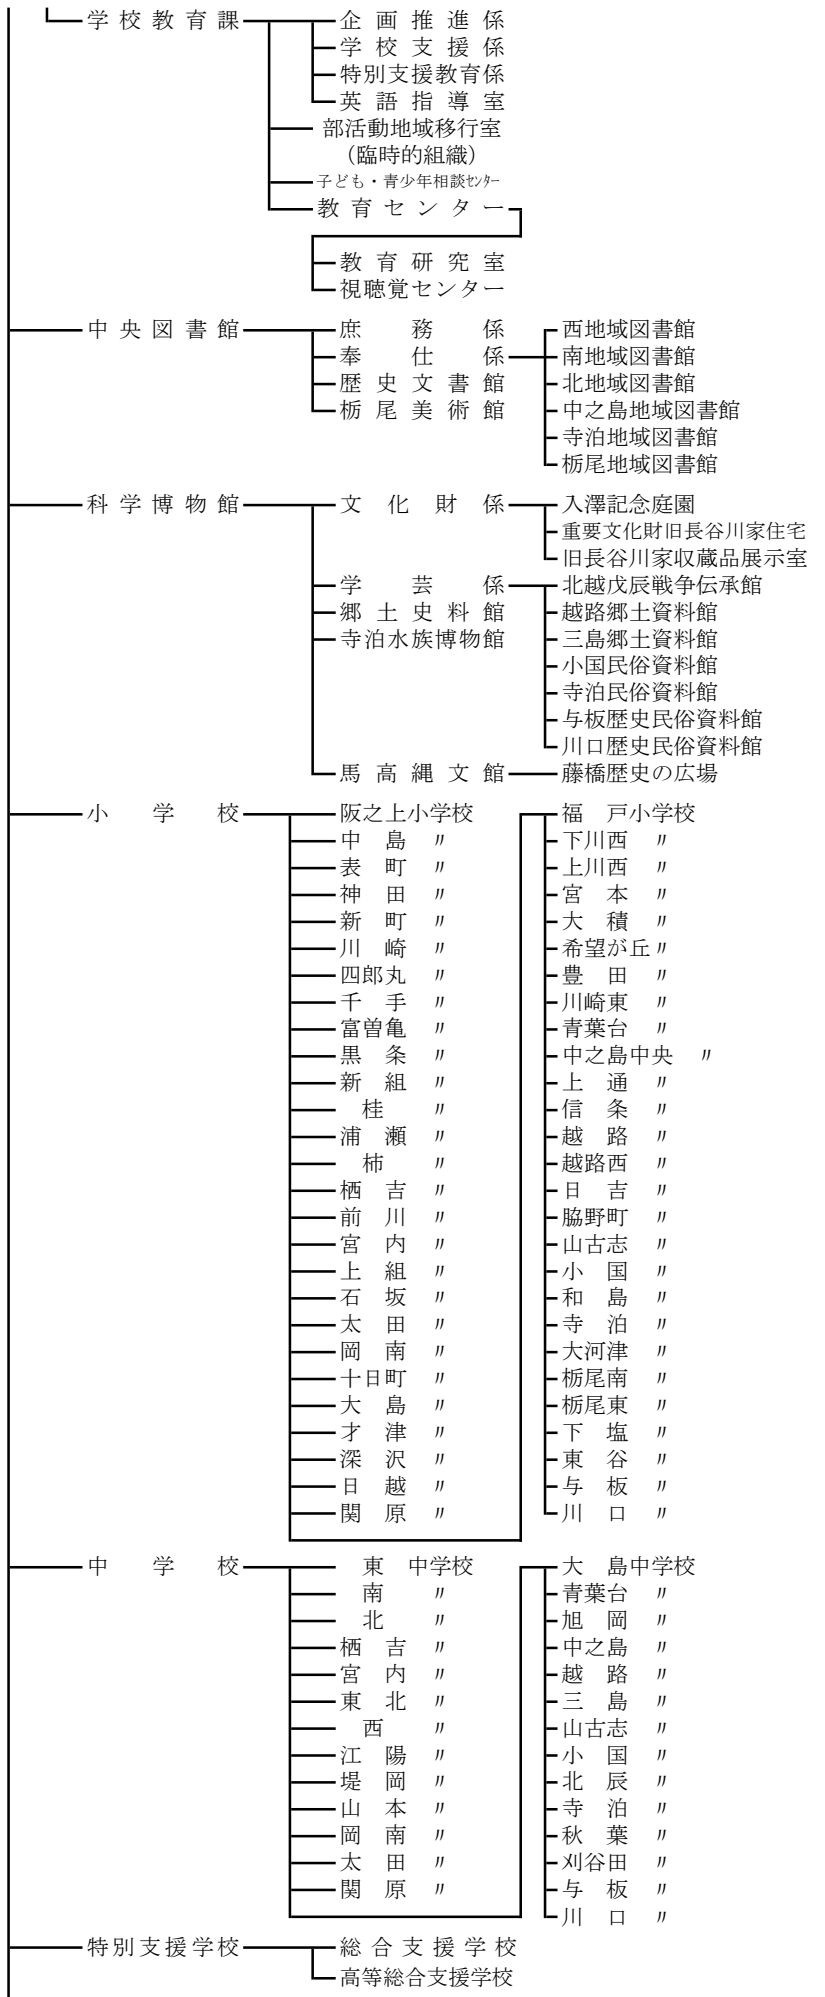 学校教育課 企画推進係
学校支援係
特別支援教育係
英語指導室
部活動地域移行室
（臨時的組織）
子ども・青少年相談ｾﾝﾀｰ
教育センター
教育研究室
視聴覚センター
中央図書館 庶務係 西地域図書館
奉仕係 南地域図書館
歴史文書館 北地域図書館
栃尾美術館 中之島地域図書館
寺泊地域図書館
栃尾地域図書館
科学博物館 文化財係 入澤記念庭園
重要文化財旧長谷川家住宅
旧長谷川家収蔵品展示室
学芸係 北越戊辰戦争伝承館
郷土史料館 越路郷土資料館
寺泊水族博物館 三島郷土資料館
小国民俗資料館
寺泊民俗資料館
与板歴史民俗資料館
川口歴史民俗資料館
馬高縄文館 藤橋歴史の広場
小学校 阪之上小学校 福戸小学校
中島 〃 下川西 〃
表町 〃 上川西 〃
神田 〃 宮本 〃
新町 〃 大積 〃
川崎 〃 希望が丘〃
四郎丸 〃 豊田 〃
千手 〃 川崎東 〃
富曽亀 〃 青葉台 〃
黒条 〃 中之島中央 〃
新組 〃 上通 〃
桂 〃 信条 〃
浦瀬 〃 越路 〃
柿 〃 越路西 〃
栖吉 〃 日吉 〃
前川 〃 脇野町 〃
宮内 〃 山古志 〃
上組 〃 小国 〃
石坂 〃 和島 〃
太田 〃 寺泊 〃
岡南 〃 大河津 〃
十日町 〃 栃尾南 〃
大島 〃 栃尾東 〃
才津 〃 下塩 〃
深沢 〃 東谷 〃
日越 〃 与板 〃
関原 〃 川口 〃
中学校 東中学校 大島中学校
南 〃 青葉台 〃
北 〃 旭岡 〃
栖吉 〃 中之島 〃
宮内 〃 越路 〃
東北 〃 三島 〃
西 〃 山古志 〃
江陽 〃 小国 〃
堤岡 〃 北辰 〃
山本 〃 寺泊 〃
岡南 〃 秋葉 〃
太田 〃 刈谷田 〃
関原 〃 与板 〃
川口 〃
特別支援学校 総合支援学校
高等総合支援学校